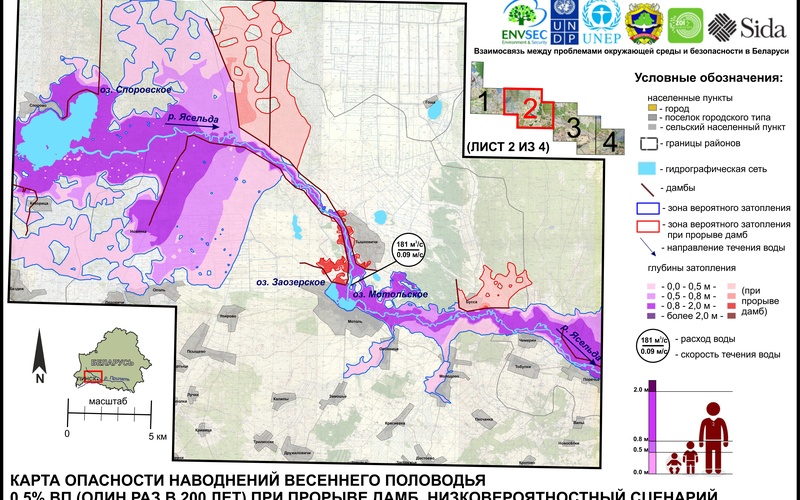 ENVSEC
Environment & Security
U N
D P
UNEP
ZOÏ
Sida
Взаимосвязь между проблемами окружающей среды и безопасности в Беларуси
1
2
3
4
(ЛИСТ 2 ИЗ 4)
Условные обозначения:
населенные пункты
- город
- поселок городского типа
- сельский населенный пункт
- границы районов
- гидрографическая сеть
- дамбы
- зона вероятного затопления
- зона вероятного затопления
при прорыве дамб
- направление течения воды
глубины затопления
- 0,0 - 0,5 м -
- 0,5 - 0,8 м -
- 0,8 - 2,0 м -
- более 2,0 м -
(при
прорыве
дамб)
181 м³/с
0.09 м/с
- расход воды
- скорость течения воды
2.0 м
0.8 м
0.5 м
0.0 м
оз. Споровское
р. Ясельда
181 м³/с
0.09 м/с
оз. Заозерское
оз. Мотольское
Мотоль
р. Ясельда
N
БЕЛАРУСЬ
масштаб
0
5 км
КАРТА ОПАСНОСТИ НАВОДНЕНИЙ ВЕСЕННЕГО ПОЛОВОДЬЯ
0,5% ВП (ОДИН РАЗ В 200 ЛЕТ) ПРИ ПРОРЫВЕ ДАМБ. НИЗКОВЕРОЯТНОСТНЫЙ СЦЕНАРИЙ